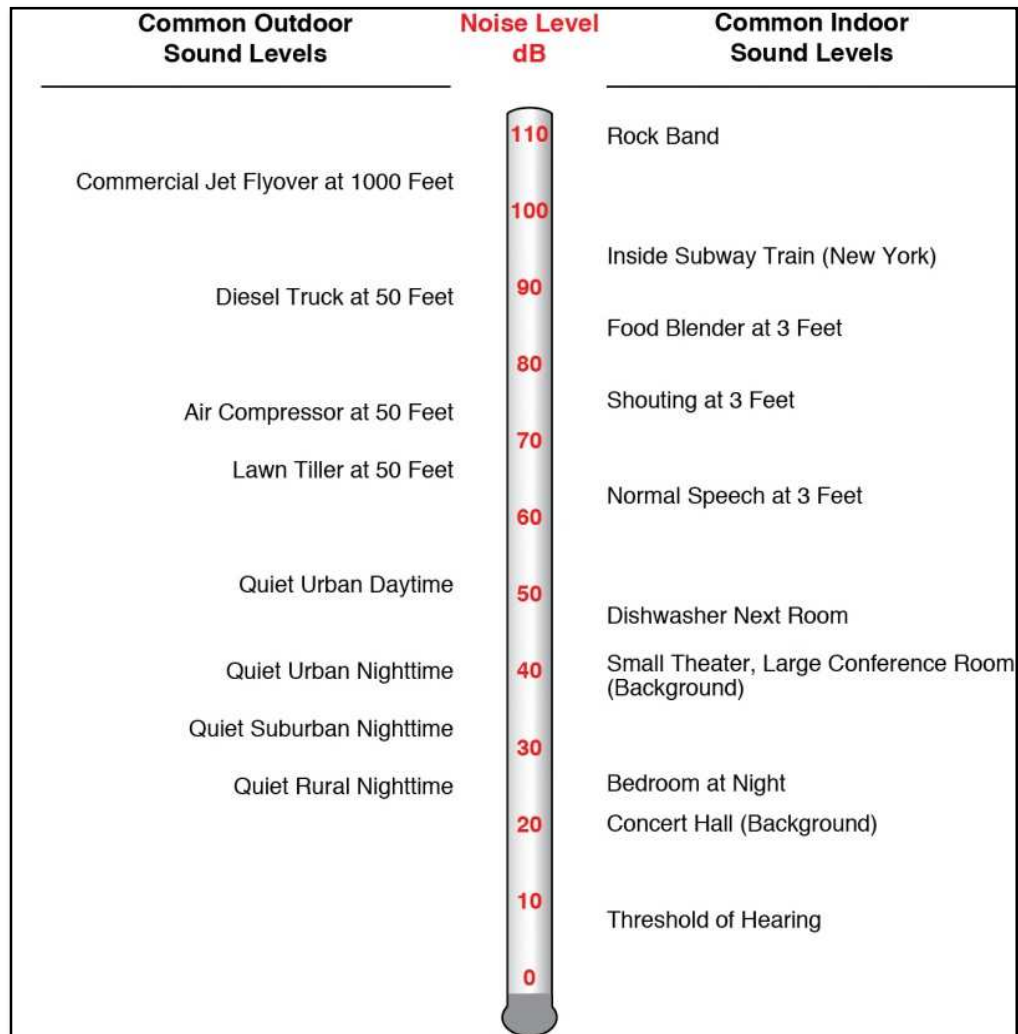 Common Outdoor
Sound Levels
Noise Level
dB
Common Indoor
Sound Levels
110
Rock Band
Commercial Jet Flyover at 1000 Feet
100
Inside Subway Train (New York)
90
Diesel Truck at 50 Feet
Food Blender at 3 Feet
80
Shouting at 3 Feet
Air Compressor at 50 Feet
70
Lawn Tiller at 50 Feet
Normal Speech at 3 Feet
60
Quiet Urban Daytime
50
Dishwasher Next Room
Quiet Urban Nighttime
40
Small Theater, Large Conference Room
(Background)
Quiet Suburban Nighttime
30
Quiet Rural Nighttime
Bedroom at Night
20
Concert Hall (Background)
10
Threshold of Hearing
0